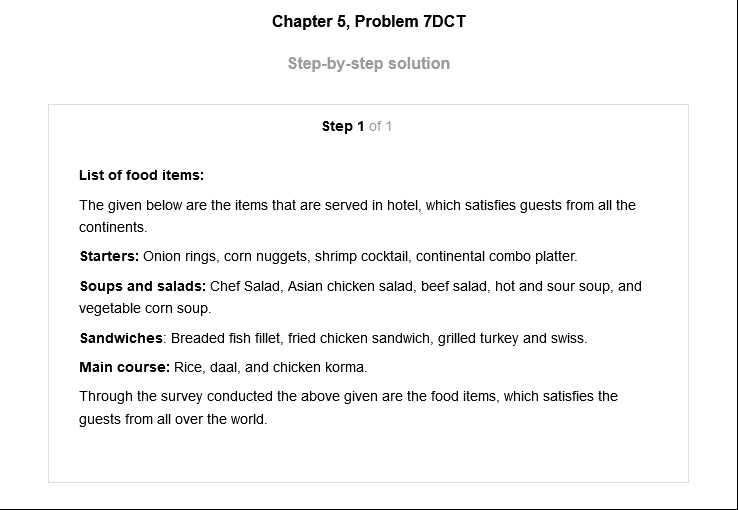 Chapter 5, Problem 7DCT
Step-by-step solution
Step 1 of 1
List of food items:
The given below are the items that are served in hotel, which satisfies guests from all the
continents.
Starters: Onion rings, corn nuggets, shrimp cocktail, continental combo platter.
Soups and salads: Chef Salad, Asian chicken salad, beef salad, hot and sour soup, and
vegetable corn soup.
Sandwiches: Breaded fish fillet, fried chicken sandwich, grilled turkey and swiss.
Main course: Rice, daal, and chicken korma.
Through the survey conducted the above given are the food items, which satisfies the
guests from all over the world.